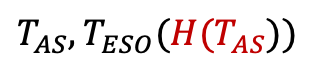 T_AS, T_ESO(H(T_AS))